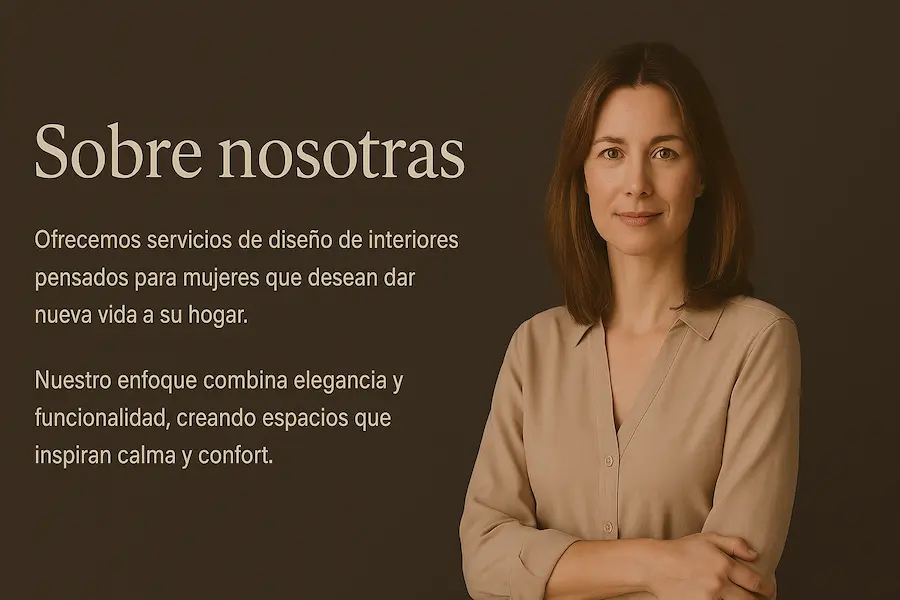 Sobre nosotras
Ofrecemos servicios de diseño de interiores
pensados para mujeres que desean dar
nueva vida a su hogar.
Nuestro enfoque combina elegancia y
funcionalidad, creando espacios que
inspiran calma y confort.